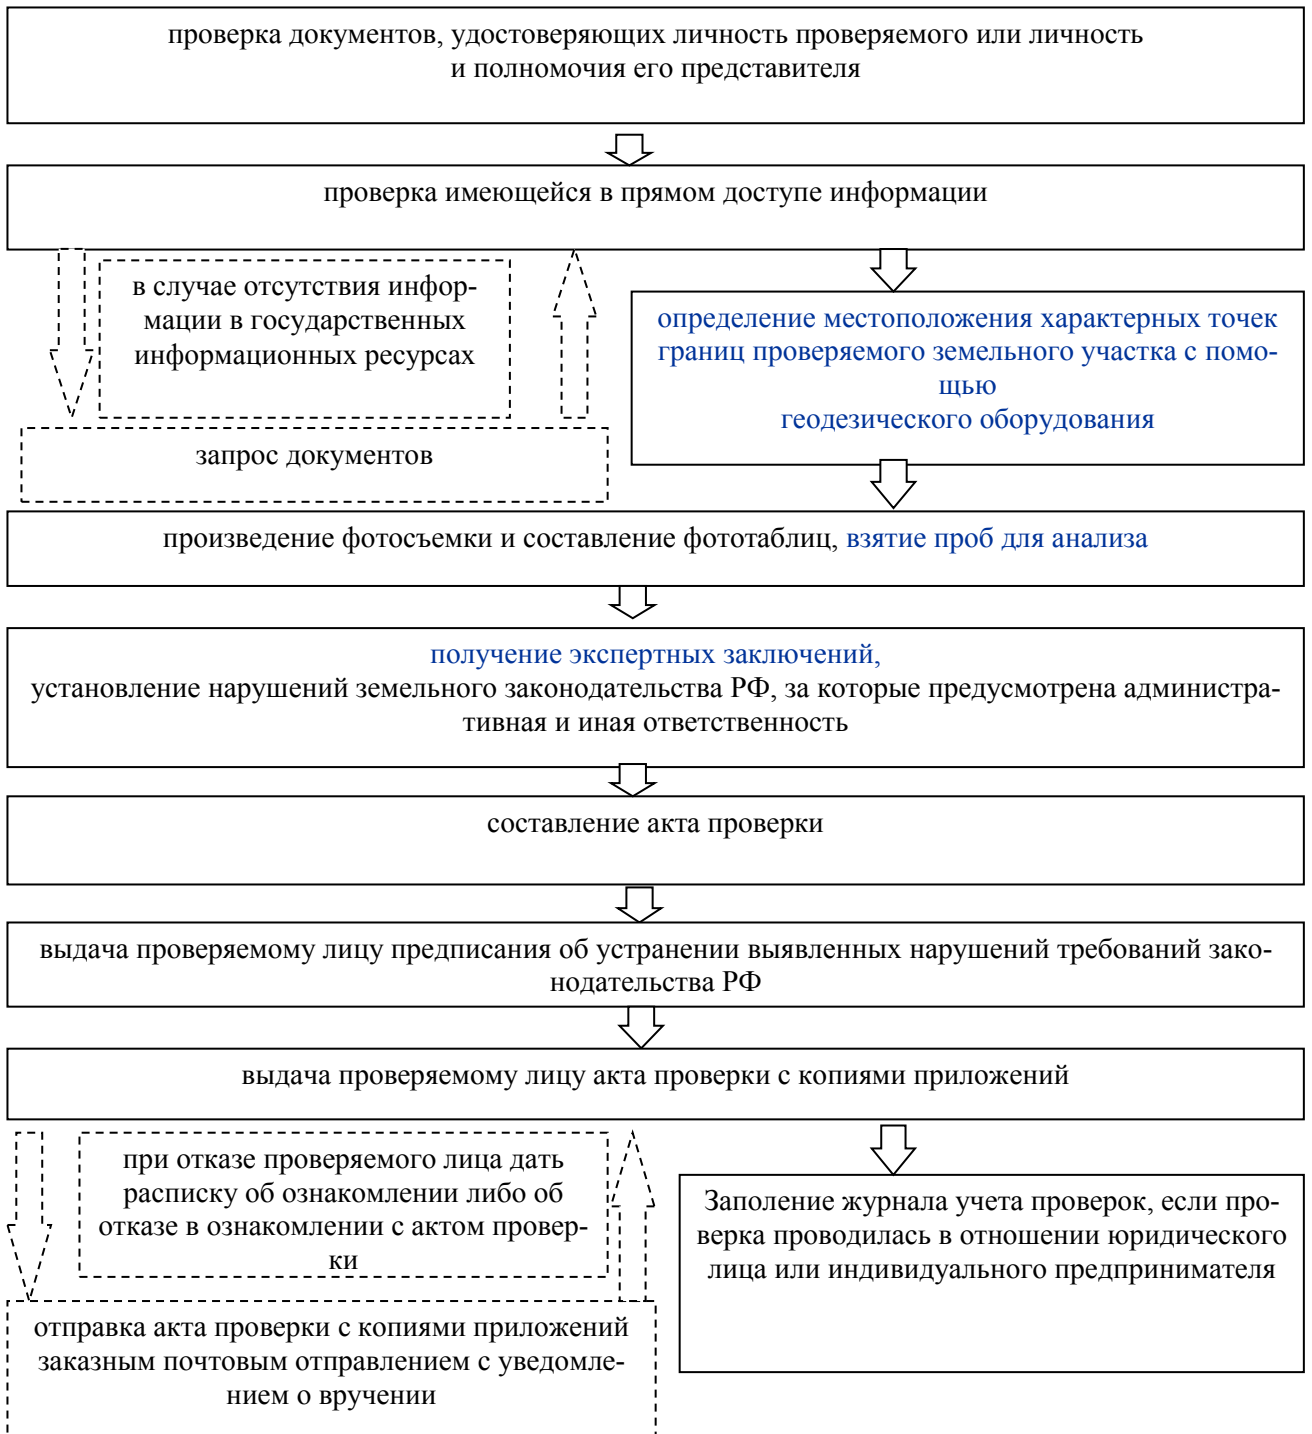 проверка документов, удостоверяющих личность проверяемого или личность
и полномочия его представителя
проверка имеющейся в прямом доступе информации
в случае отсутствия инфор-
мации в государственных
информационных ресурсах
запрос документов
определение местоположения характерных точек
границ проверяемого земельного участка с помо-
щью
геодезического оборудования
произведение фотосъемки и составление фототаблиц, взятие проб для анализа
получение экспертных заключений,
установление нарушений земельного законодательства РФ, за которые предусмотрена администра-
тивная и иная ответственность
составление акта проверки
выдача проверяемому лицу предписания об устранении выявленных нарушений требований зако-
нодательства РФ
выдача проверяемому лицу акта проверки с копиями приложений
при отказе проверяемого лица дать
расписку об ознакомлении либо об
отказе в ознакомлении с актом провер-
ки
отправка акта проверки с копиями приложений
заказным почтовым отправлением с уведомле-
нием о вручении
Заполение журнала учета проверок, если про-
верка проводилась в отношении юридического
лица или индивидуального предпринимателя